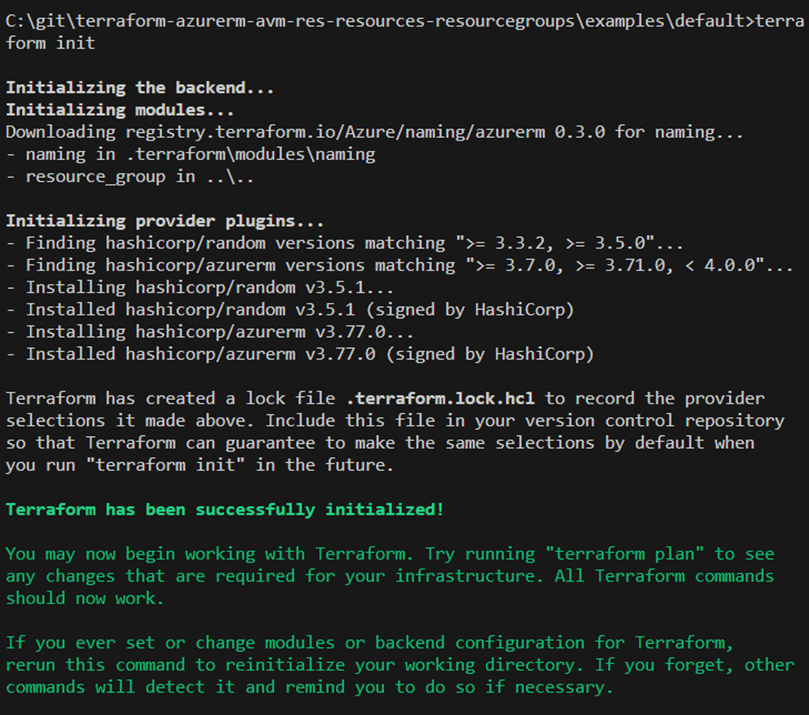 C:\git\terraform-azurerm-avm-res-resources-resourcegroups\examples\default>terra
form init
Initializing the backend...
Initializing modules...
Downloading registry.terraform.io/Azure/naming/azurerm 0.3.0 for naming...
- naming in .terraform\modules\naming
- resource_group in ..\..
Initializing provider plugins...
- Finding hashicorp/random versions matching ">= 3.3.2, >= 3.5.0"...
- Finding hashicorp/azurerm versions matching ">= 3.7.0, >= 3.71.0, < 4.0.0"...
- Installing hashicorp/random v3.5.1...
- Installed hashicorp/random v3.5.1 (signed by HashiCorp)
- Installing hashicorp/azurerm v3.77.0...
- Installed hashicorp/azurerm v3.77.0 (signed by HashiCorp)
Terraform has created a lock file .terraform.lock.hcl to record the provider
selections it made above. Include this file in your version control repository
so that Terraform can guarantee to make the same selections by default when
you run "terraform init" in the future.
Terraform has been successfully initialized!
You may now begin working with Terraform. Try running "terraform plan" to see
any changes that are required for your infrastructure. All Terraform commands
should now work.
If you ever set or change modules or backend configuration for Terraform,
rerun this command to reinitialize your working directory. If you forget, other
commands will detect it and remind you to do so if necessary.